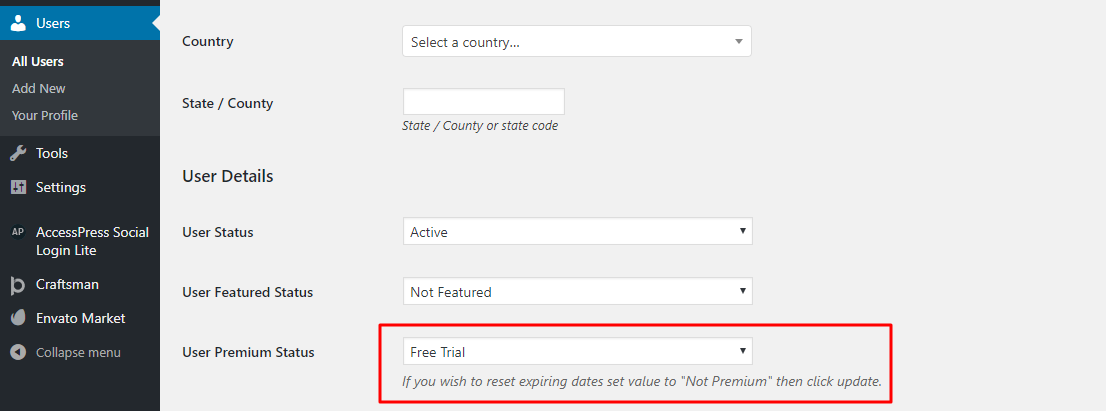 Users
All Users
Add New
Your Profile
Tools
Settings
AP
AccessPress Social
Login Lite
Craftsman
Envato Market
Collapse menu
Country
Select a country...
State / County
State / County or state code
User Details
User Status
Active
User Featured Status
Not Featured
User Premium Status
Free Trial
If you wish to reset expiring dates set value to "Not Premium" then click update.